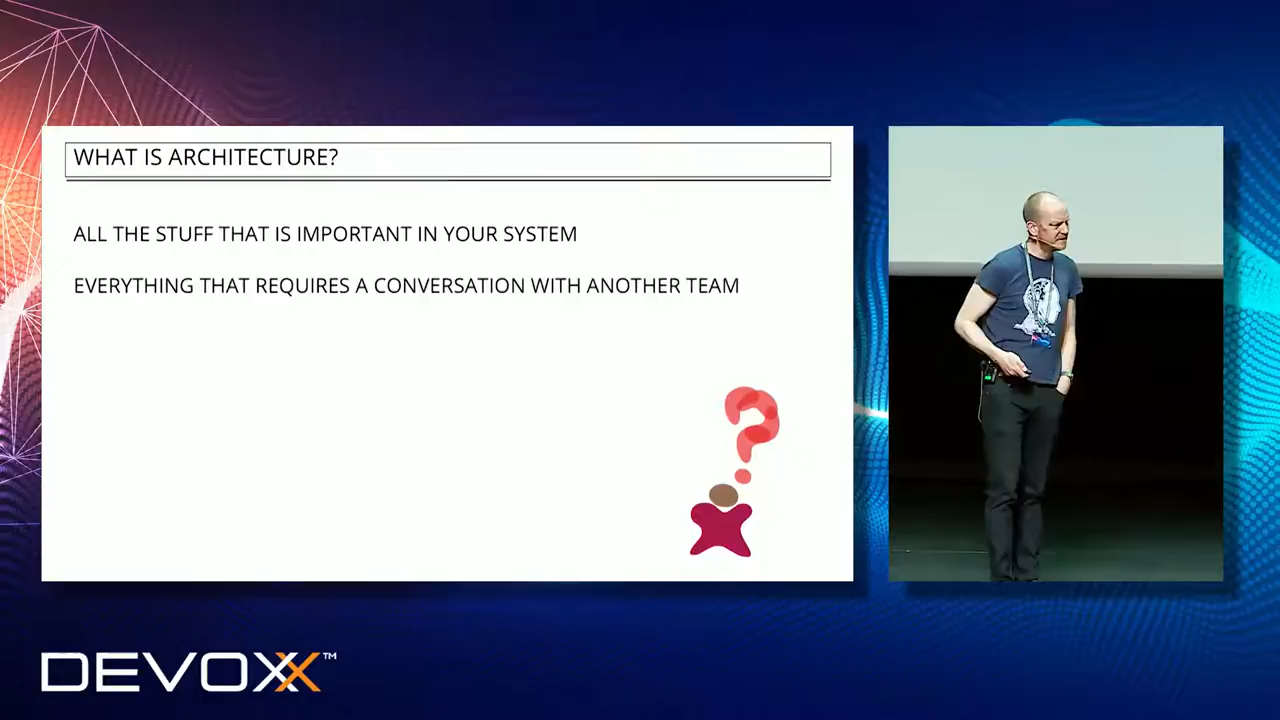 WHAT IS ARCHITECTURE?
ALL THE STUFF THAT IS IMPORTANT IN YOUR SYSTEM
EVERYTHING THAT REQUIRES A CONVERSATION WITH ANOTHER TEAM
DEVOXX™